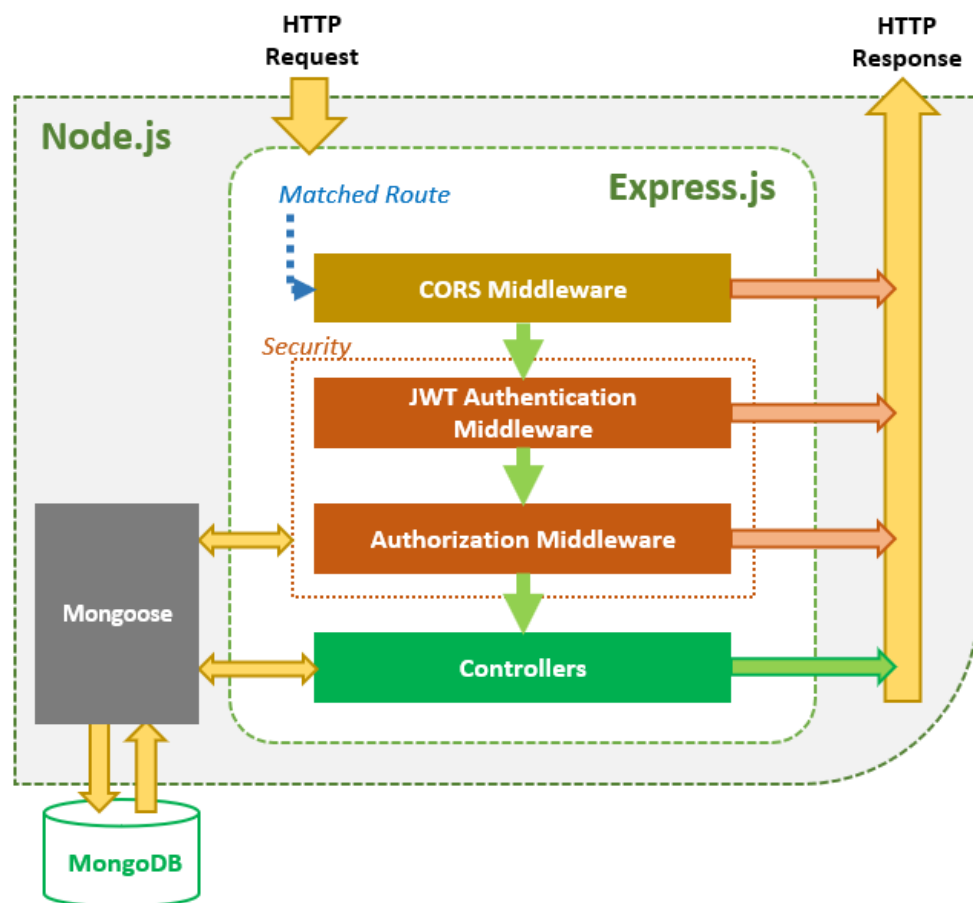 HTTP
Request
HTTP
Response
Node.js
Express.js
Matched Route
CORS Middleware
Security
JWT Authentication
Middleware
Authorization Middleware
Mongoose
Controllers
MongoDB